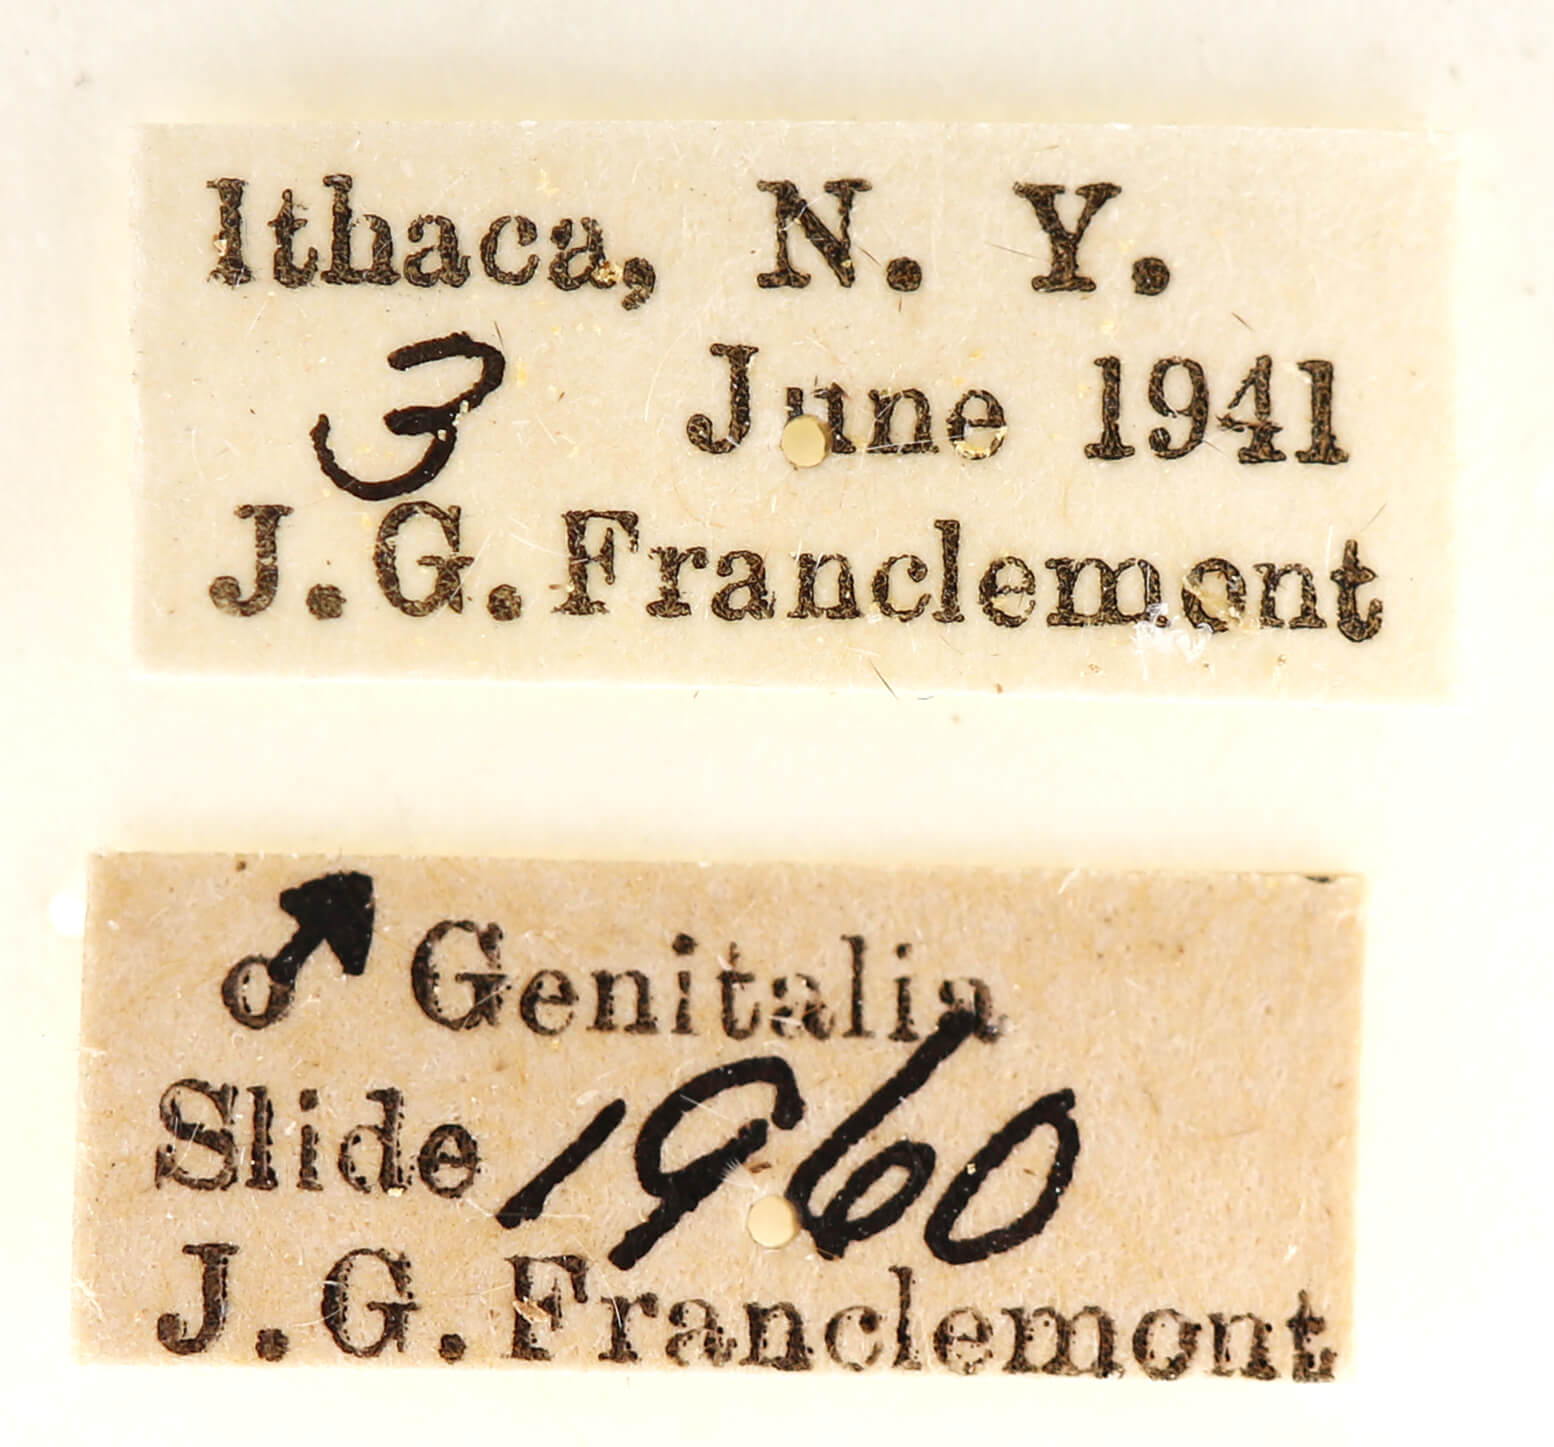 Ithaca, N. Y.
3 June 1941
J. G. Franclemont
♂ Genitalia
Slide 1960
J. G. Franclemont